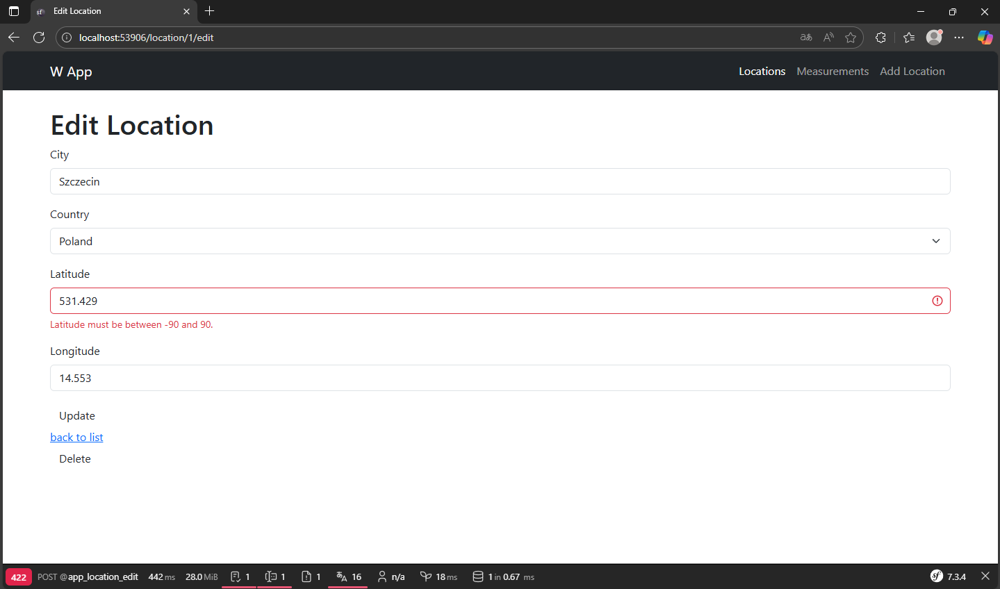 Edit Location
localhost:53906/location/1/edit
W App
Locations Measurements Add Location
Edit Location
City
Szczecin
Country
Poland
Latitude
531.429
Latitude must be between -90 and 90.
Longitude
14.553
Update
back to list
Delete
422 POST @app_location_edit 442 ms 28.0 MiB 1 1 1 16 n/a 18 ms 1 in 0.67 ms 7.3.4